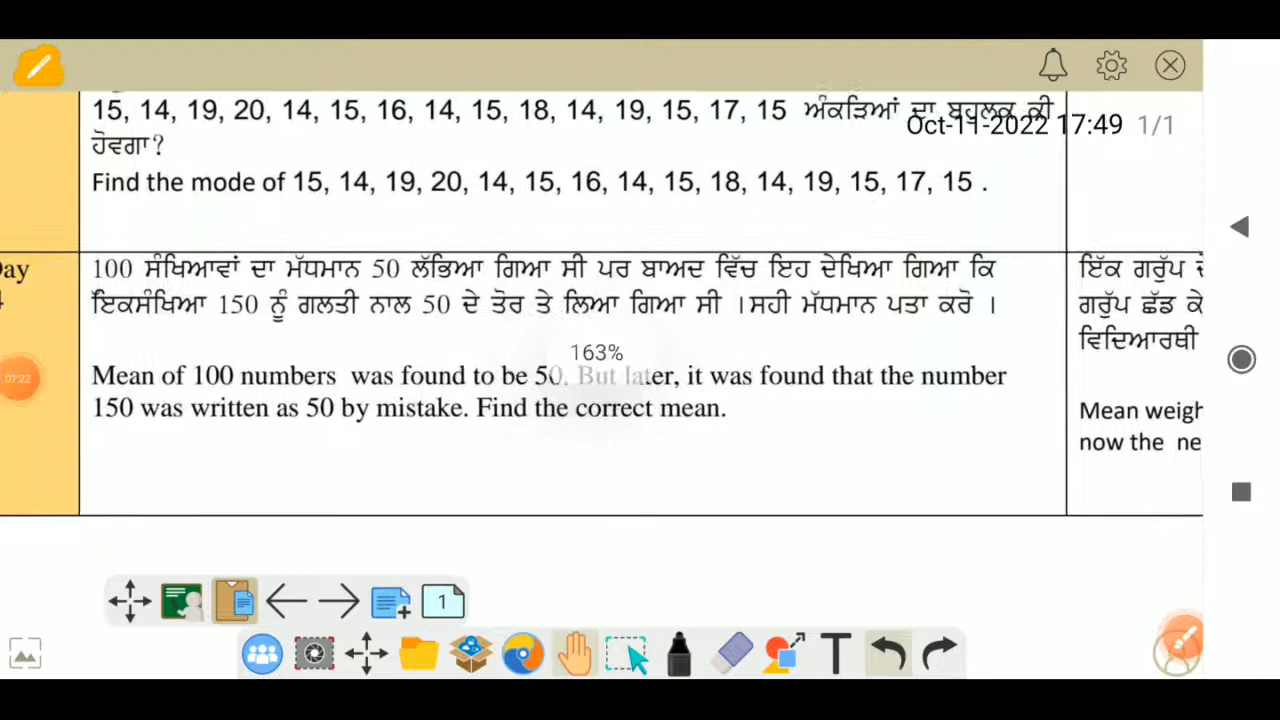 15, 14, 19, 20, 14, 15, 16, 14, 15, 18, 14, 19, 15, 17, 15 ਅੰਕੜਿਆਂ ਦਾ ਬਹੁਲਕ ਕੀ
Oct-11-2022 17:49 1/1
ਹੋਵਗਾ?
Find the mode of 15, 14, 19, 20, 14, 15, 16, 14, 15, 18, 14, 19, 15, 17, 15 .
Day
100 ਸੰਖਿਆਵਾਂ ਦਾ ਮੱਧਮਾਨ 50 ਲੱਭਿਆ ਗਿਆ ਸੀ ਪਰ ਬਾਅਦ ਵਿੱਚ ਇਹ ਦੇਖਿਆ ਗਿਆ ਕਿ
ਇਕਸੰਖਿਆ 150 ਨੂੰ ਗਲਤੀ ਨਾਲ 50 ਦੇ ਤੋਰ ਤੇ ਲਿਆ ਗਿਆ ਸੀ ।ਸਹੀ ਮੱਧਮਾਨ ਪਤਾ ਕਰੋ ।
163%
Mean of 100 numbers was found to be 50. But later, it was found that the number
150 was written as 50 by mistake. Find the correct mean.
ਇੱਕ ਗਰੁੱਪ
ਗਰੁੱਪ ਛੱਡ ਕੇ
ਵਿਦਿਆਰਥੀ
Mean weigh
now the ne
07:22
1
T